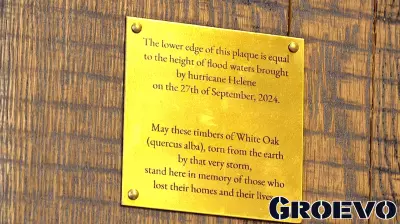 The lower edge of this plaque is equal
to the height of flood waters brought
by hurricane Helene
on the 27th of September, 2024.
May these timbers of White Oak
(quercus alba), torn from the earth
by that very storm,
stand here in memory of those who
lost their homes and their lives
GROEVO